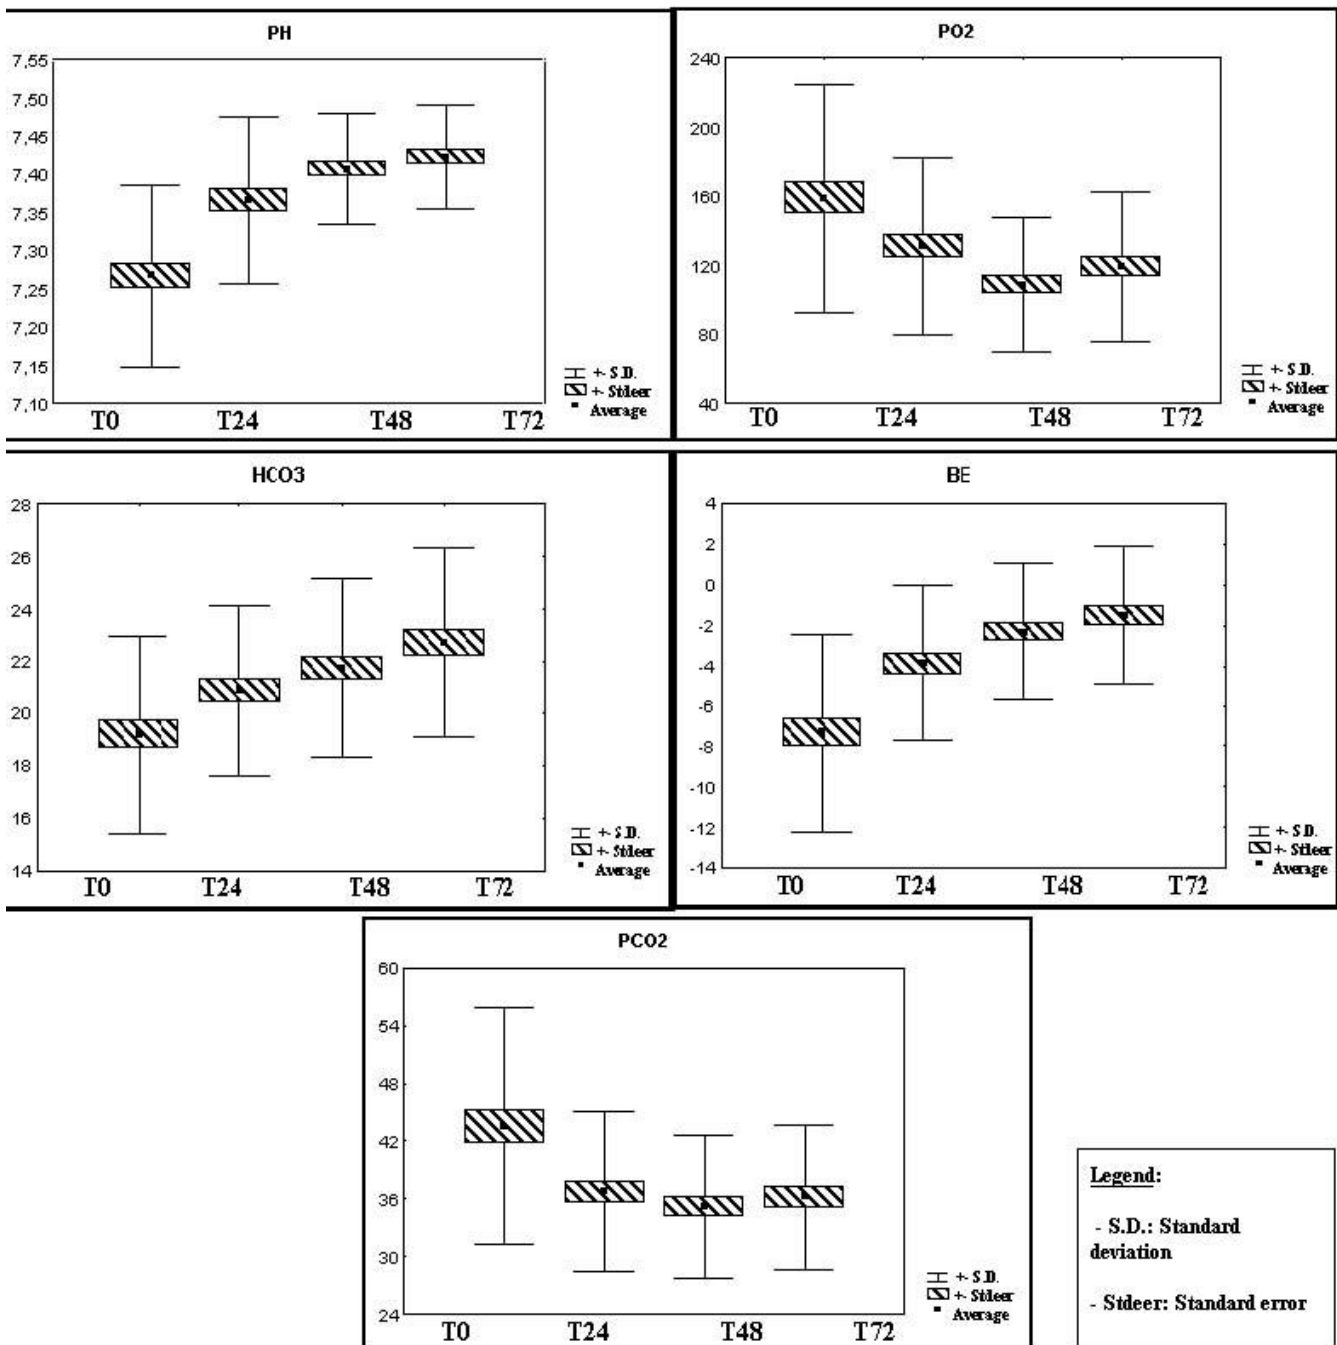 PH
7,55
7,50
7,45
7,40
7,35
7,30
7,25
7,20
7,15
7,10
T0 T24 T48 T72
+- S.D.
+- Stdeer
Average
PO2
240
200
160
120
80
40
T0 T24 T48 T72
+- S.D.
+- Stdeer
Average
HCO3
28
26
24
22
20
18
16
14
T0 T24 T48 T72
+- S.D.
+- Stdeer
Average
BE
4
2
0
-2
-4
-6
-8
-10
-12
-14
T0 T24 T48 T72
+- S.D.
+- Stdeer
Average
PCO2
60
54
48
42
36
30
24
T0 T24 T48 T72
+- S.D.
+- Stdeer
Average
Legend:
- S.D.: Standard
deviation
- Stdeer: Standard error